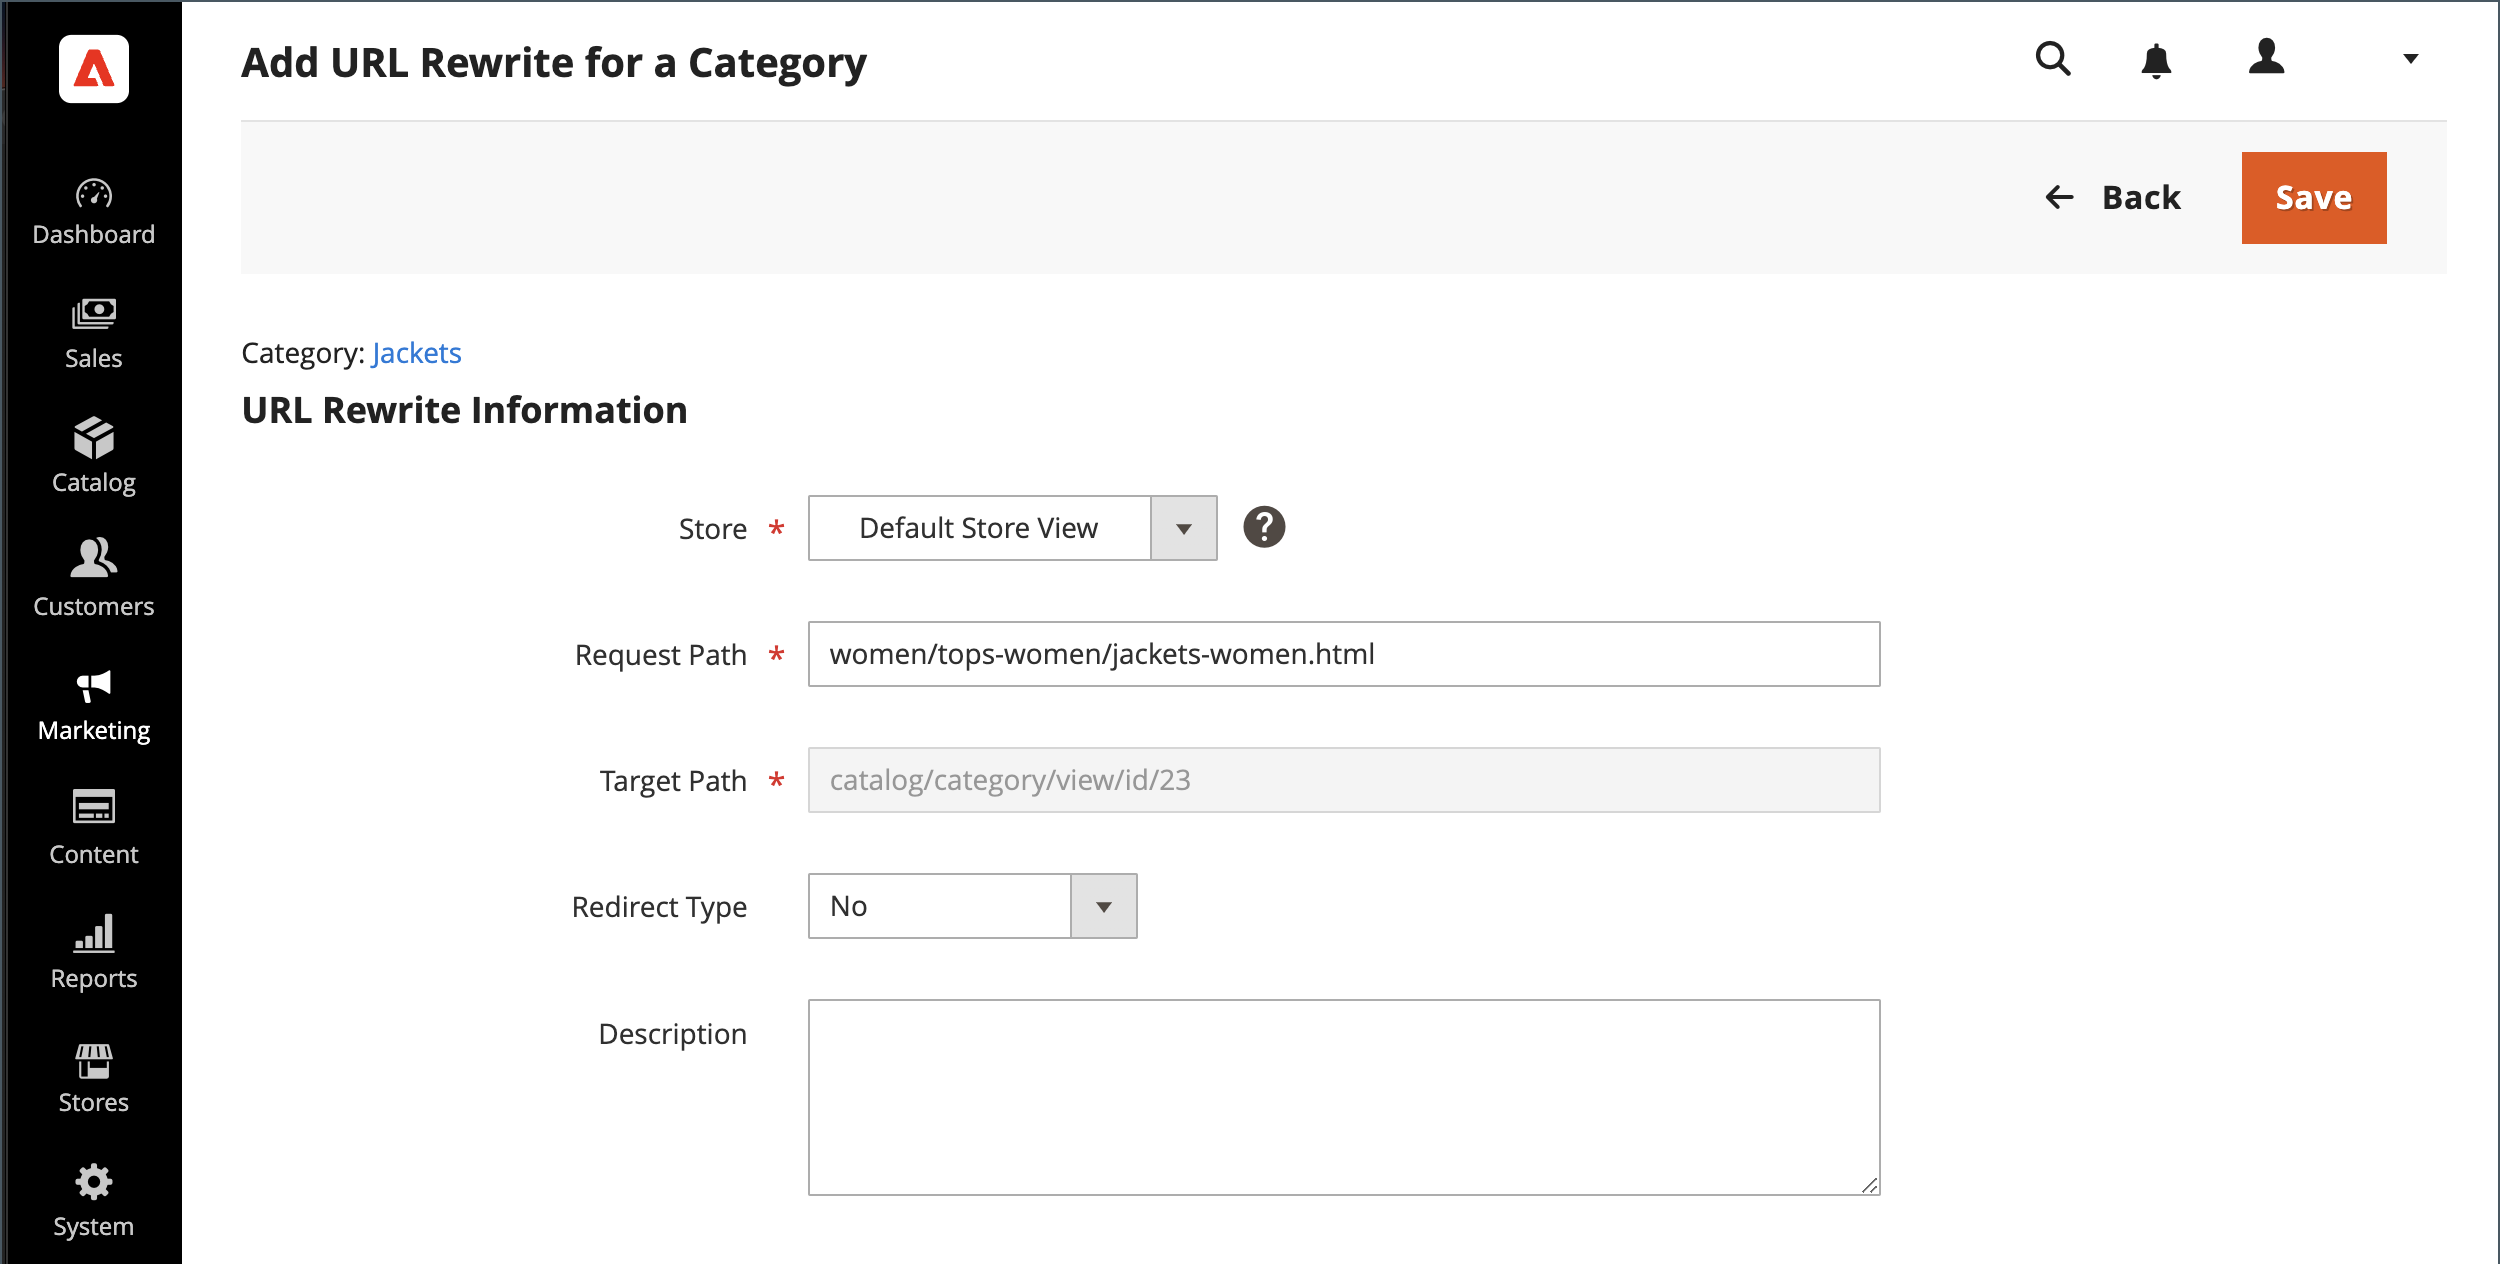 Add URL Rewrite for a Category
Back
Save
Dashboard
Sales
Catalog
Customers
Marketing
Content
Reports
Stores
System
Category: Jackets
URL Rewrite Information
Store * Default Store View ?
Request Path * women/tops-women/jackets-women.html
Target Path * catalog/category/view/id/23
Redirect Type No
Description